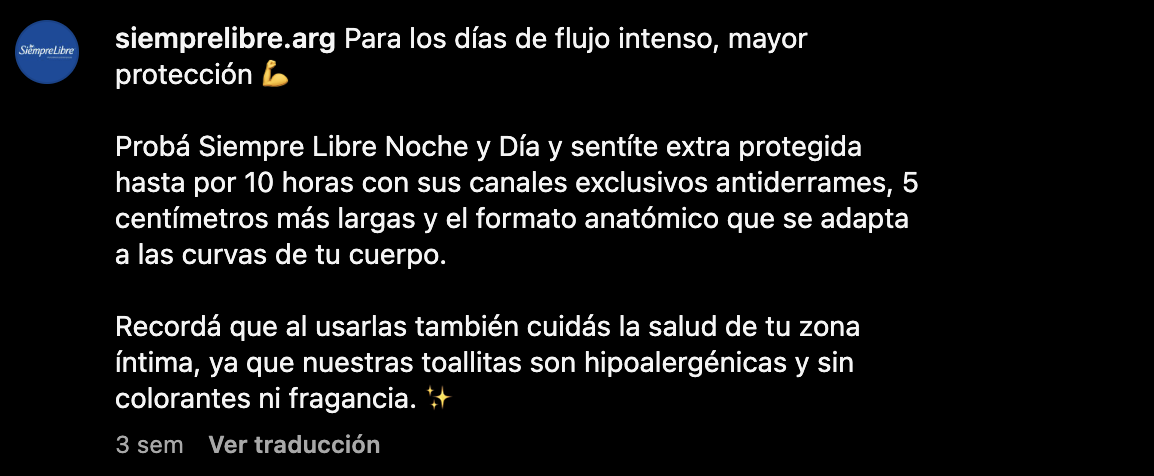 SiempreLibre
siemprelibre.arg Para los días de flujo intenso, mayor
protección 💪
Probá Siempre Libre Noche y Día y sentíte extra protegida
hasta por 10 horas con sus canales exclusivos antiderrames, 5
centímetros más largas y el formato anatómico que se adapta
a las curvas de tu cuerpo.
Recordá que al usarlas también cuidás la salud de tu zona
íntima, ya que nuestras toallitas son hipoalergénicas y sin
colorantes ni fragancia. ✨
3 sem Ver traducción